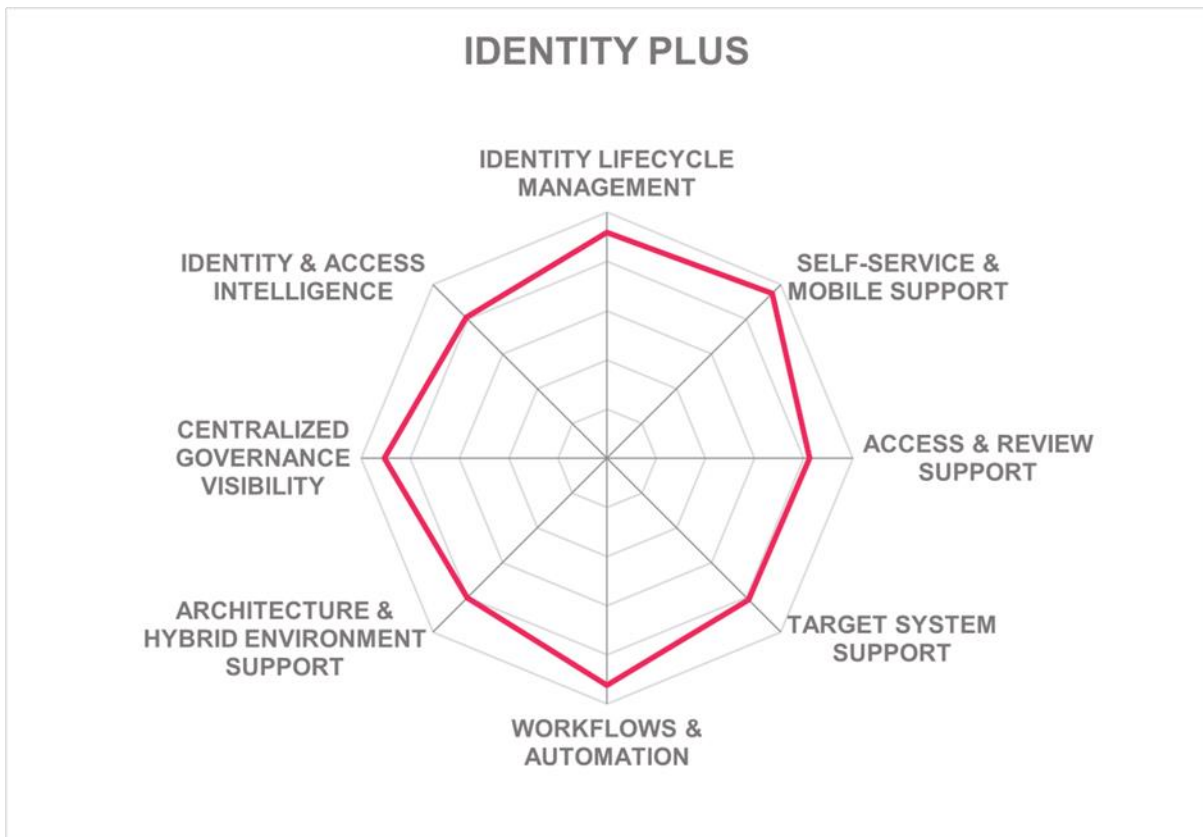 IDENTITY PLUS
IDENTITY LIFECYCLE
MANAGEMENT
SELF-SERVICE &
MOBILE SUPPORT
ACCESS & REVIEW
SUPPORT
TARGET SYSTEM
SUPPORT
WORKFLOWS &
AUTOMATION
ARCHITECTURE &
HYBRID ENVIRONMENT
SUPPORT
CENTRALIZED
GOVERNANCE
VISIBILITY
IDENTITY & ACCESS
INTELLIGENCE